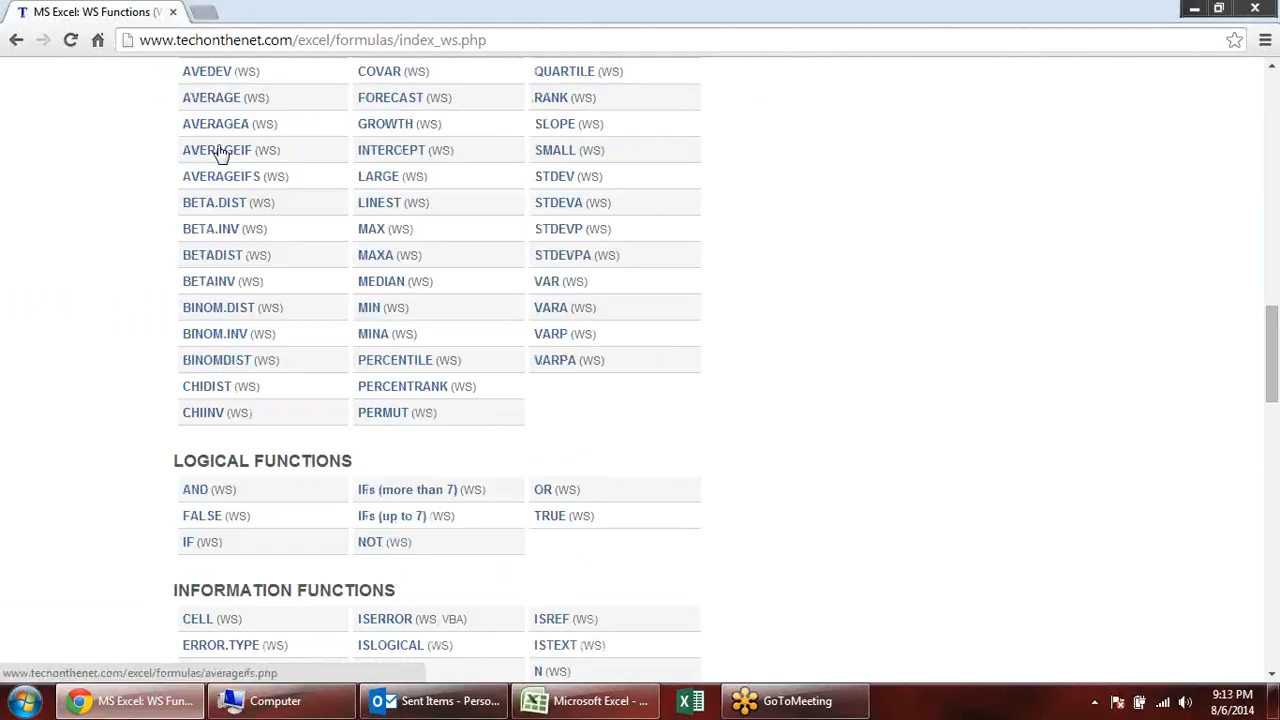 MS Excel: WS Functions (V
www.techonthenet.com/excel/formulas/index_ws.php
AVEDEV (WS) COVAR (WS) QUARTILE (WS)
AVERAGE (WS) FORECAST (WS) RANK (WS)
AVERAGEA (WS) GROWTH (WS) SLOPE (WS)
AVERAGEIF (WS) INTERCEPT (WS) SMALL (WS)
AVERAGEIFS (WS) LARGE (WS) STDEV (WS)
BETA.DIST (WS) LINEST (WS) STDEVA (WS)
BETA.INV (WS) MAX (WS) STDEVP (WS)
BETADIST (WS) MAXA (WS) STDEVPA (WS)
BETAINV (WS) MEDIAN (WS) VAR (WS)
BINOM.DIST (WS) MIN (WS) VARA (WS)
BINOM.INV (WS) MINA (WS) VARP (WS)
BINOMDIST (WS) PERCENTILE (WS) VARPA (WS)
CHIDIST (WS) PERCENTRANK (WS)
CHIINV (WS) PERMUT (WS)
LOGICAL FUNCTIONS
AND (WS) IFs (more than 7) (WS) OR (WS)
FALSE (WS) IFs (up to 7) (WS) TRUE (WS)
IF (WS) NOT (WS)
INFORMATION FUNCTIONS
CELL (WS) ISERROR (WS, VBA) ISREF (WS)
ERROR.TYPE (WS) ISLOGICAL (WS) ISTEXT (WS)
N (WS)
www.techonthenet.com/excel/formulas/averageifs.php
MS Excel: WS Fun... Computer Sent Items - Perso... Microsoft Excel - ... GoToMeeting
9:13 PM
8/6/2014